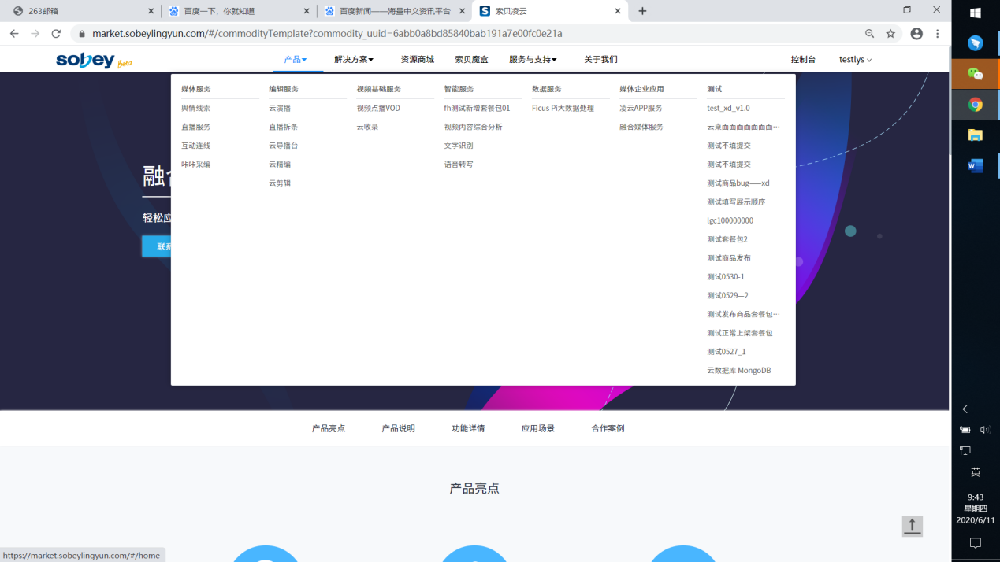 263邮箱
百度一下，你就知道
百度新闻——海量中文资讯平台
索贝凌云
market.sobeylingyun.com/#/commodityTemplate?commodity_uuid=6abb0a8bd85840bab191a7e00fc0e21a
sobey Beta
产品
解决方案
资源商城
索贝魔盒
服务与支持
关于我们
控制台
testlys
媒体服务
舆情线索
直播服务
互动连线
咔咔采编
编辑服务
云演播
直播拆条
云导播台
云精编
云剪辑
视频基础服务
视频点播VOD
云收录
智能服务
fh测试新增套餐包01
视频内容综合分析
文字识别
语音转写
数据服务
Ficus Pi大数据处理
媒体企业应用
凌云APP服务
融合媒体服务
测试
test_xd_v1.0
云桌面面面面面面面…
测试不填提交
测试不填提交
测试商品bug——xd
测试填写展示顺序
lgc100000000
测试套餐包2
测试商品发布
测试0530-1
测试0529—2
测试发布商品套餐包…
测试正常上架套餐包
测试0527_1
云数据库 MongoDB
融
轻松应
联系
产品亮点
产品说明
功能详情
应用场景
合作案例
产品亮点
https://market.sobeylingyun.com/#/home
英
9:43
星期四
2020/6/11